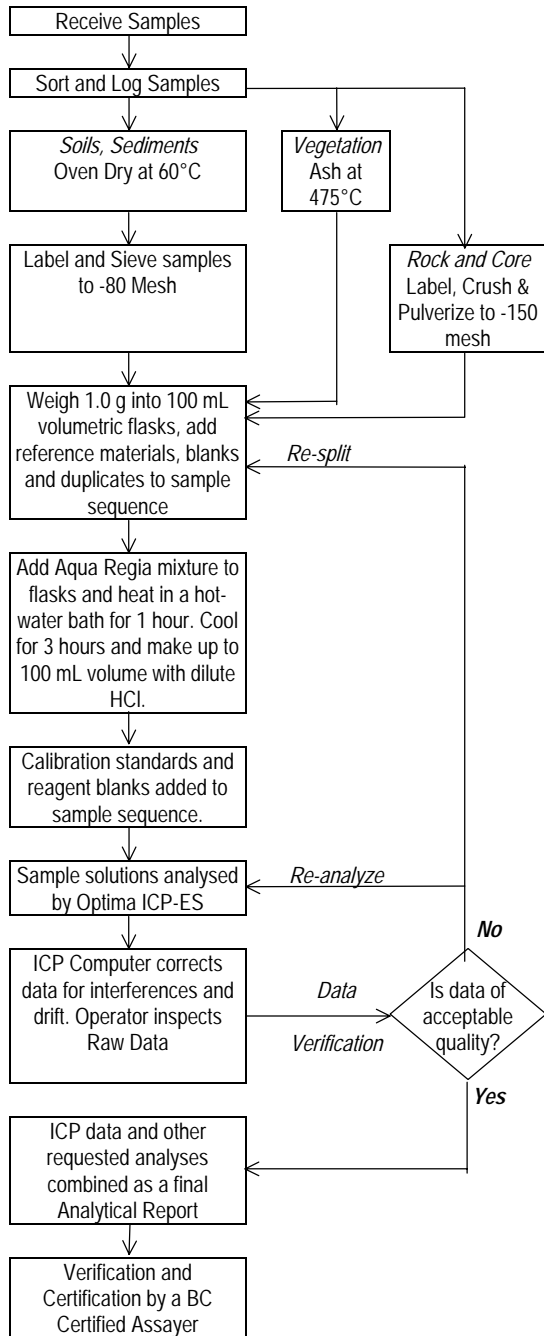 Receive Samples
Sort and Log Samples
Soils, Sediments
Oven Dry at 60°C
Vegetation
Ash at
475°C
Label and Sieve samples
to -80 Mesh
Rock and Core
Label, Crush &
Pulverize to -150
mesh
Weigh 1.0 g into 100 mL
volumetric flasks, add
reference materials, blanks
and duplicates to sample
sequence
Re-split
Add Aqua Regia mixture to
flasks and heat in a hot-
water bath for 1 hour. Cool
for 3 hours and make up to
100 mL volume with dilute
HCl.
Calibration standards and
reagent blanks added to
sample sequence.
Sample solutions analysed
by Optima ICP-ES
Re-analyze
No
ICP Computer corrects
data for interferences and
drift. Operator inspects
Raw Data
Data
Verification
Is data of
acceptable
quality?
Yes
ICP data and other
requested analyses
combined as a final
Analytical Report
Verification and
Certification by a BC
Certified Assayer